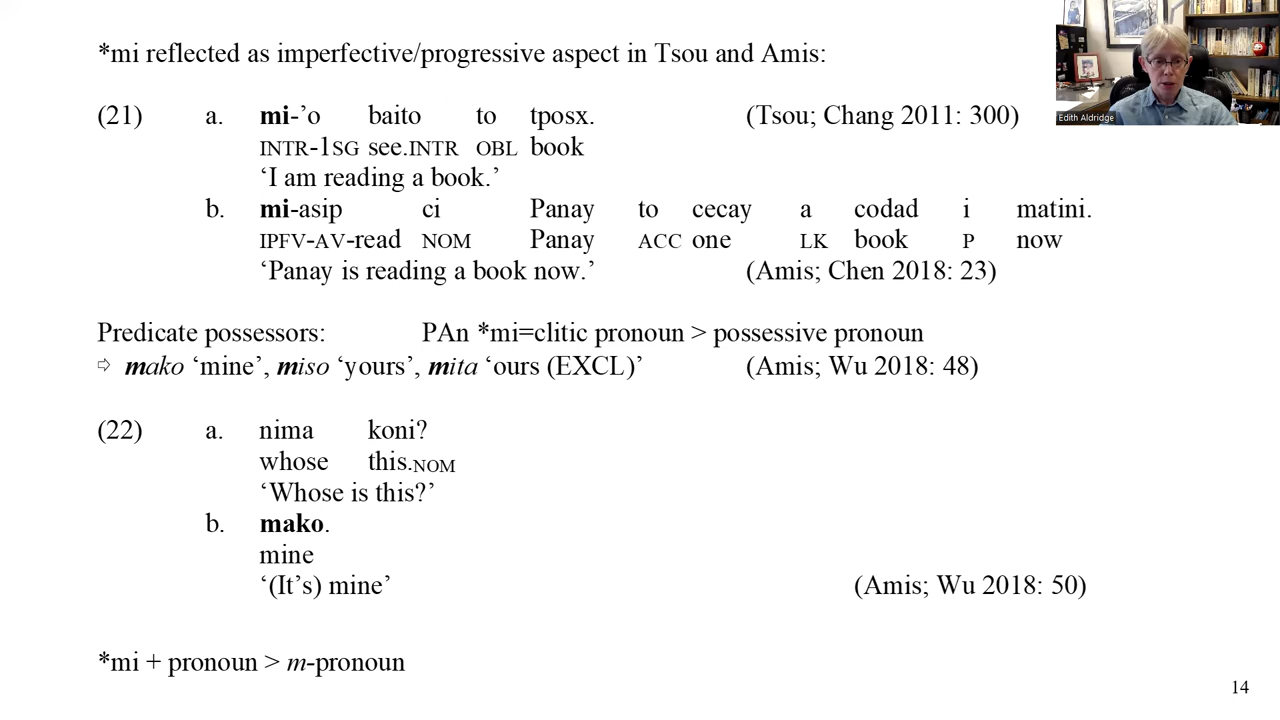 *mi reflected as imperfective/progressive aspect in Tsou and Amis:
Edith Aldridge
(21) a. mi-’o baito to tposx. (Tsou; Chang 2011: 300)
INTR-1SG see.INTR OBL book
‘I am reading a book.’
b. mi-asip ci Panay to cecay a codad i matini.
IPFV-AV-read NOM Panay ACC one LK book P now
‘Panay is reading a book now.’ (Amis; Chen 2018: 23)
Predicate possessors: PAn *mi=clitic pronoun > possessive pronoun
⇨ mako ‘mine’, miso ‘yours’, mita ‘ours (EXCL)’ (Amis; Wu 2018: 48)
(22) a. nima koni?
whose this.NOM
‘Whose is this?’
b. mako.
mine
‘(It’s) mine’ (Amis; Wu 2018: 50)
*mi + pronoun > m-pronoun
14